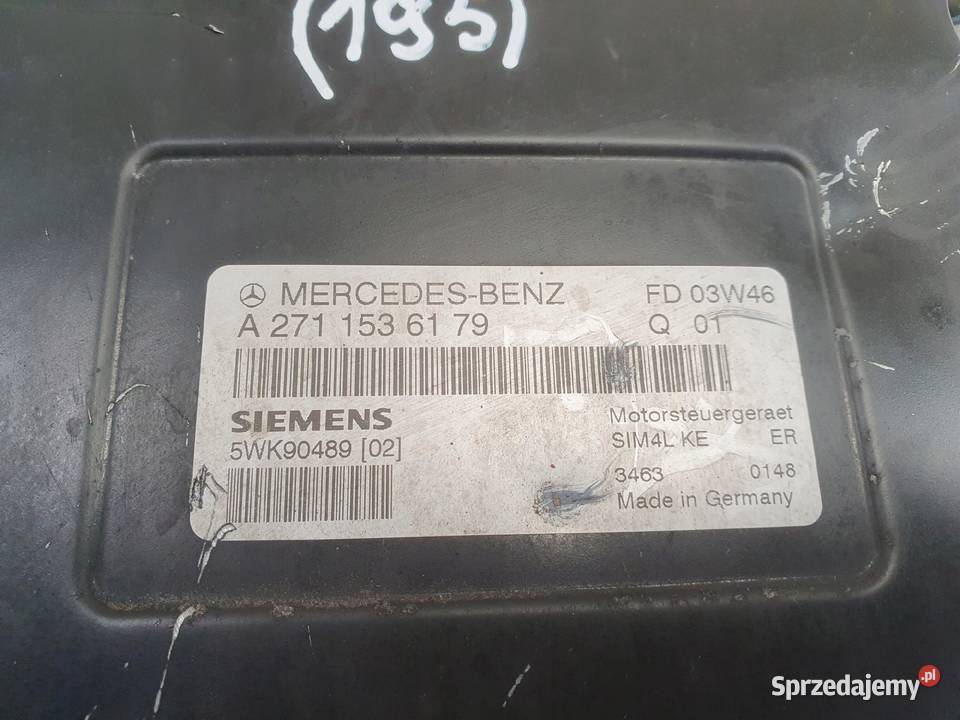 (195)
MERCEDES-BENZ FD 03W46
A 271 153 61 79 Q 01
SIEMENS Motorsteuergeraet
5WK90489 [02] SIM4L KE ER
3463 0148
Made in Germany
Sprzedajemy.pl